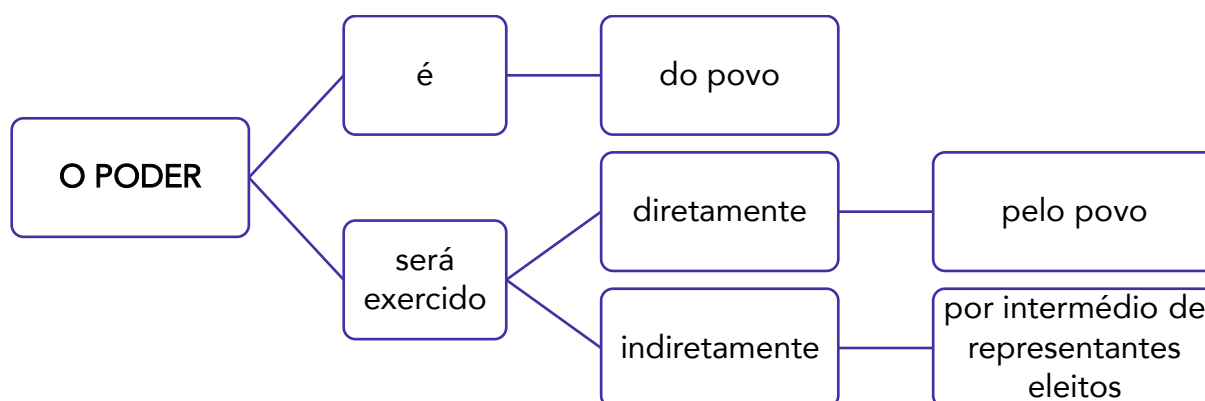 O PODER
é
do povo
será
exercido
diretamente
pelo povo
indiretamente
por intermédio de
representantes
eleitos